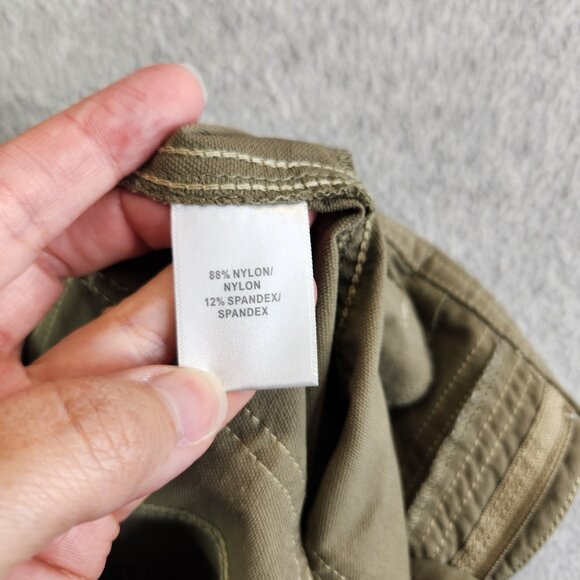 88% NYLON/
NYLON
12% SPANDEX/
SPANDEX